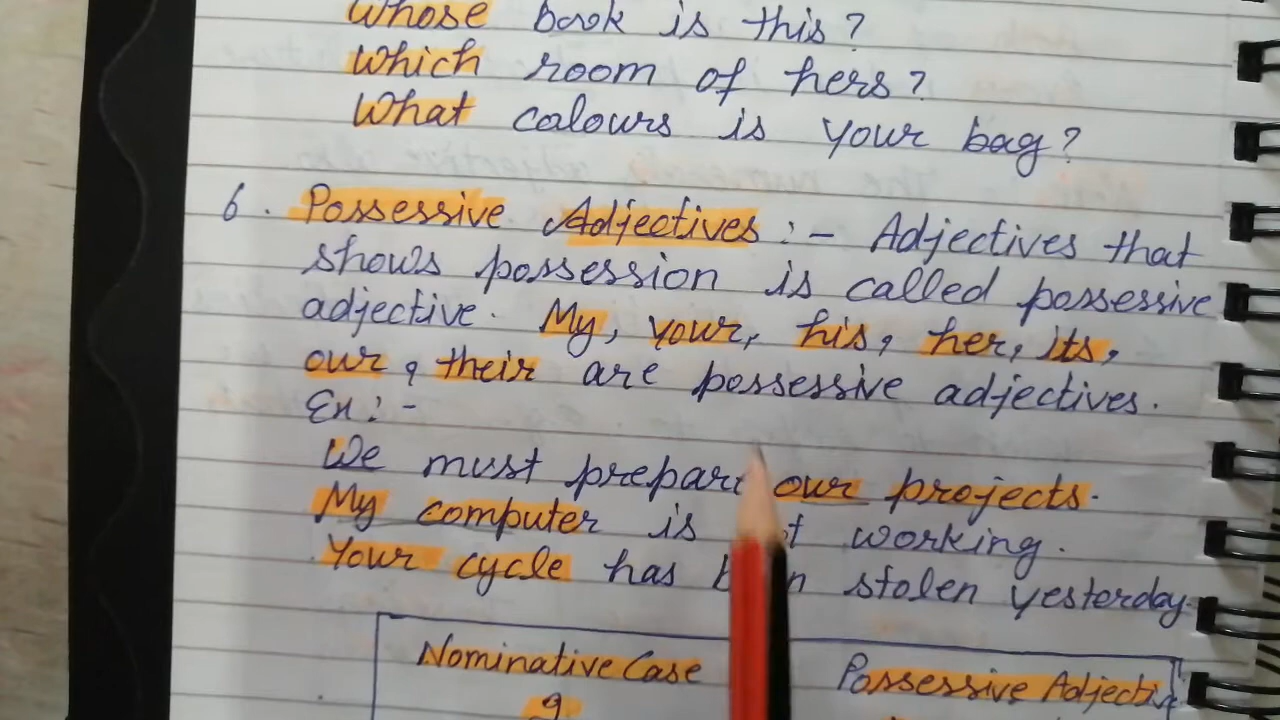 Whose book is this?
Which room of hers?
What colours is your bag?
6. Possessive Adjectives :- Adjectives that
shows possession is called possessive
adjective. My, your, his, her, its,
our, their are possessive adjectives.
Ex:-
We must prepare our projects.
My computer is working.
Your cycle has stolen yesterday.
Nominative Case Possessive Adjective